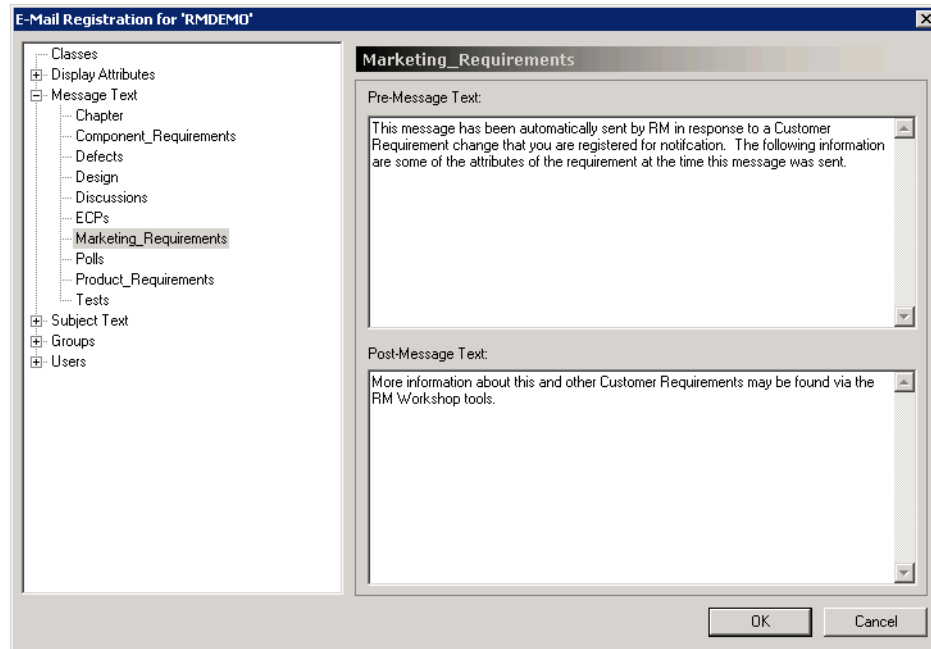 E-Mail Registration for 'RMDEMO'
Classes
Display Attributes
Message Text
Chapter
Component_Requirements
Defects
Design
Discussions
ECPs
Marketing_Requirements
Polls
Product_Requirements
Tests
Subject Text
Groups
Users
Marketing_Requirements
Pre-Message Text:
This message has been automatically sent by RM in response to a Customer
Requirement change that you are registered for notifcation.  The following information
are some of the attributes of the requirement at the time this message was sent.
Post-Message Text:
More information about this and other Customer Requirements may be found via the
RM Workshop tools.
OK
Cancel